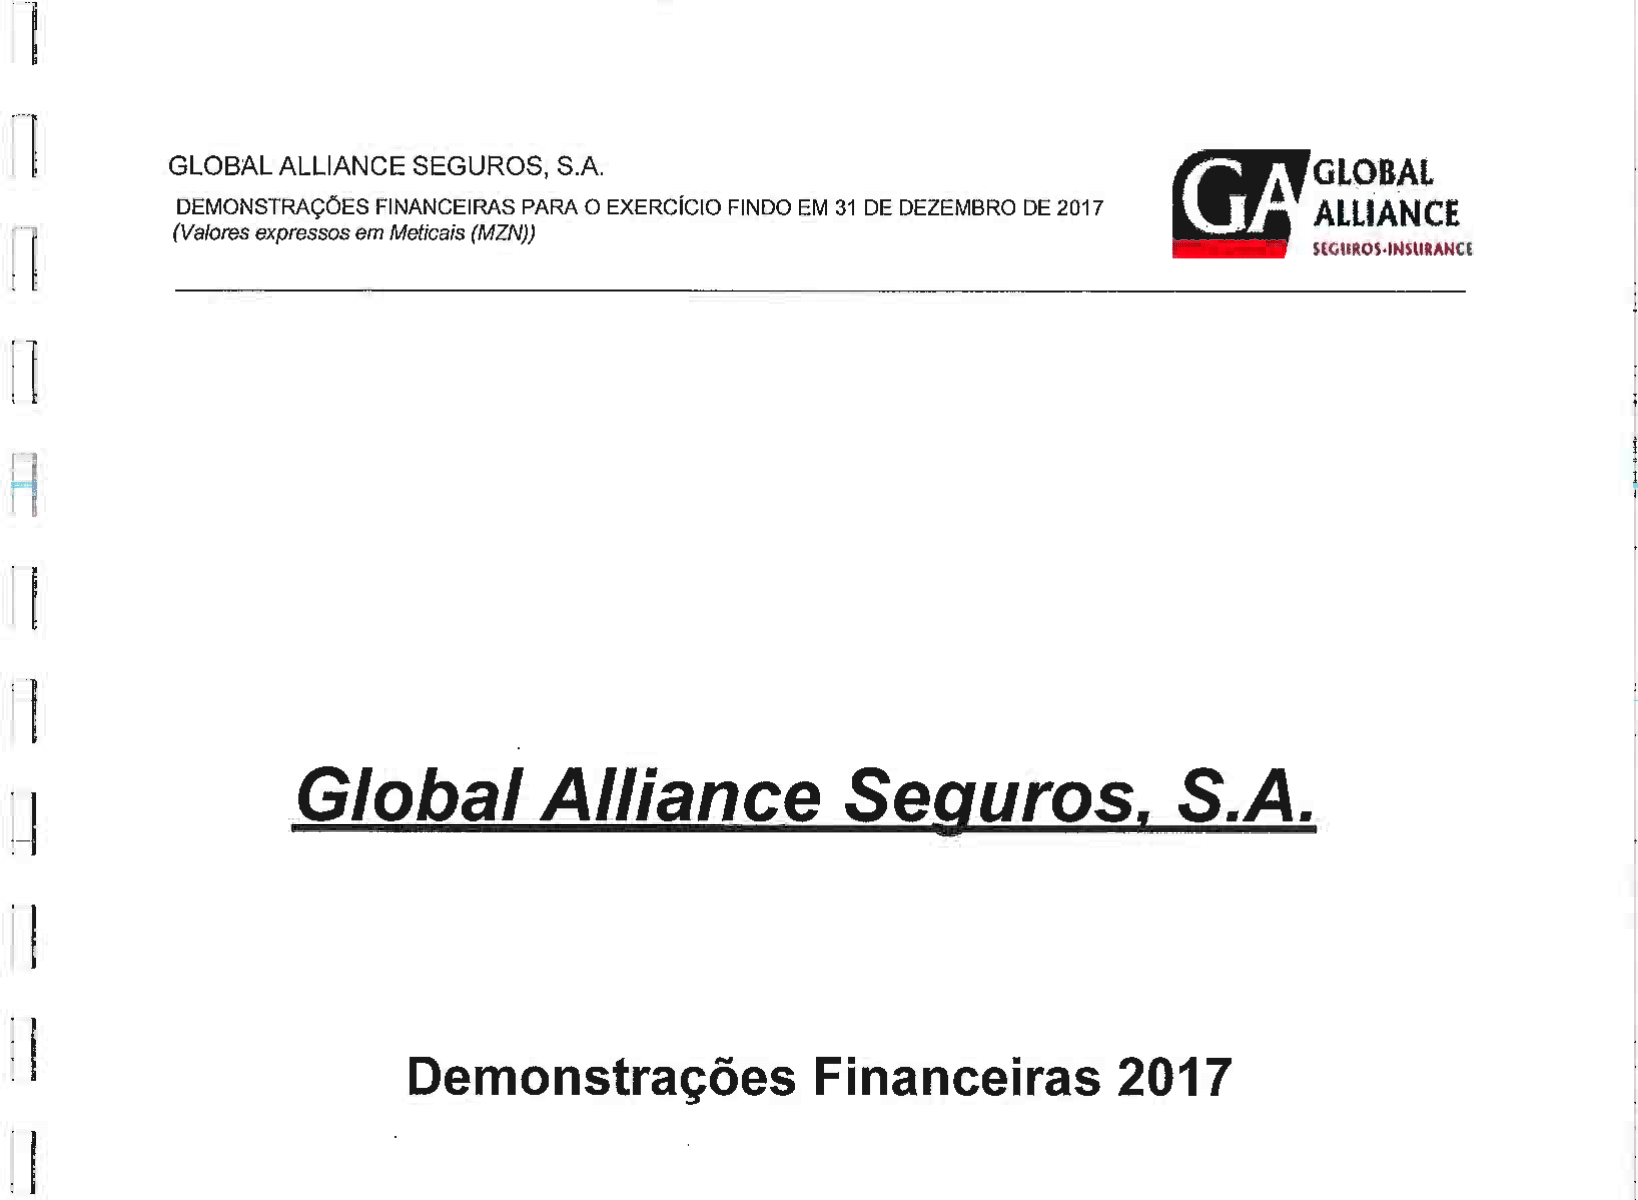 GLOBAL ALLIANCE SEGUROS, S.A.
DEMONSTRAÇÕES FINANCEIRAS PARA O EXERCÍCIO FINDO EM 31 DE DEZEMBRO DE 2017
(Valores expressos em Meticais (MZN))
GA GLOBAL
ALLIANCE
SEGUROS·INSURANCE
Global Alliance Seguros, S.A.
Demonstrações Financeiras 2017